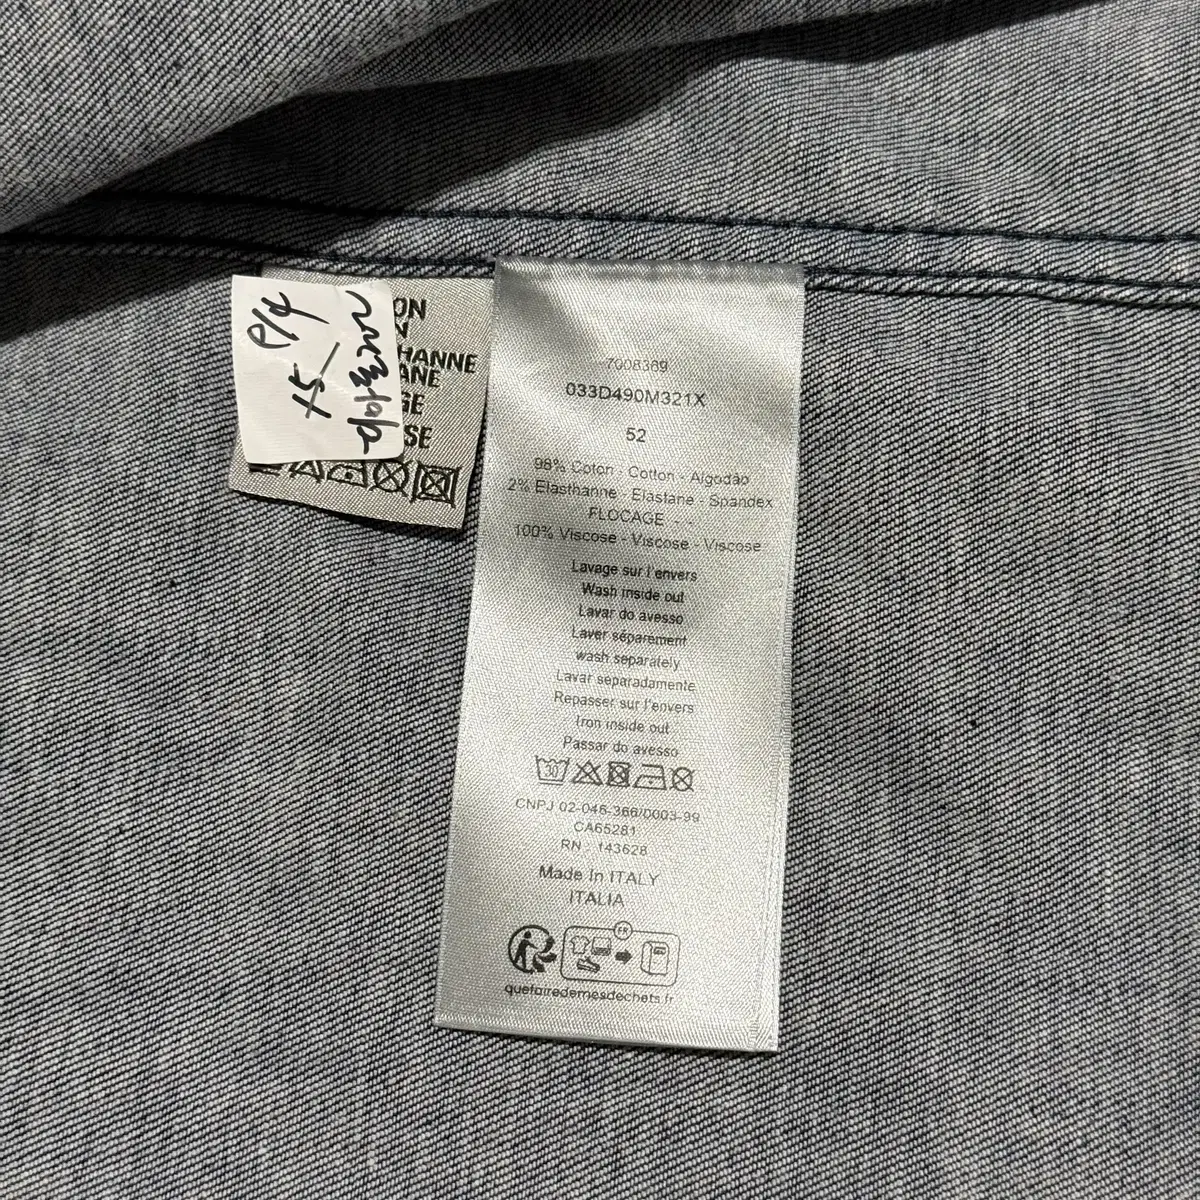 ON
N
HANNE
ANE
GE
SE
7008369
033D490M321X
52
98% Coton - Cotton - Algodão
2% Elasthanne - Elastane - Spandex
FLOCAGE - -
100% Viscose - Viscose - Viscose
Lavage sur l'envers
Wash inside out
Lavar do avesso
Laver séparement
wash separately
Lavar separadamente
Repasser sur l'envers
Iron inside out
Passar do avesso
30
CNPJ 02-046-366/0003-99
CA65281
RN 143628
Made In ITALY
ITALIA
FR
quefairedemesdechets.fr